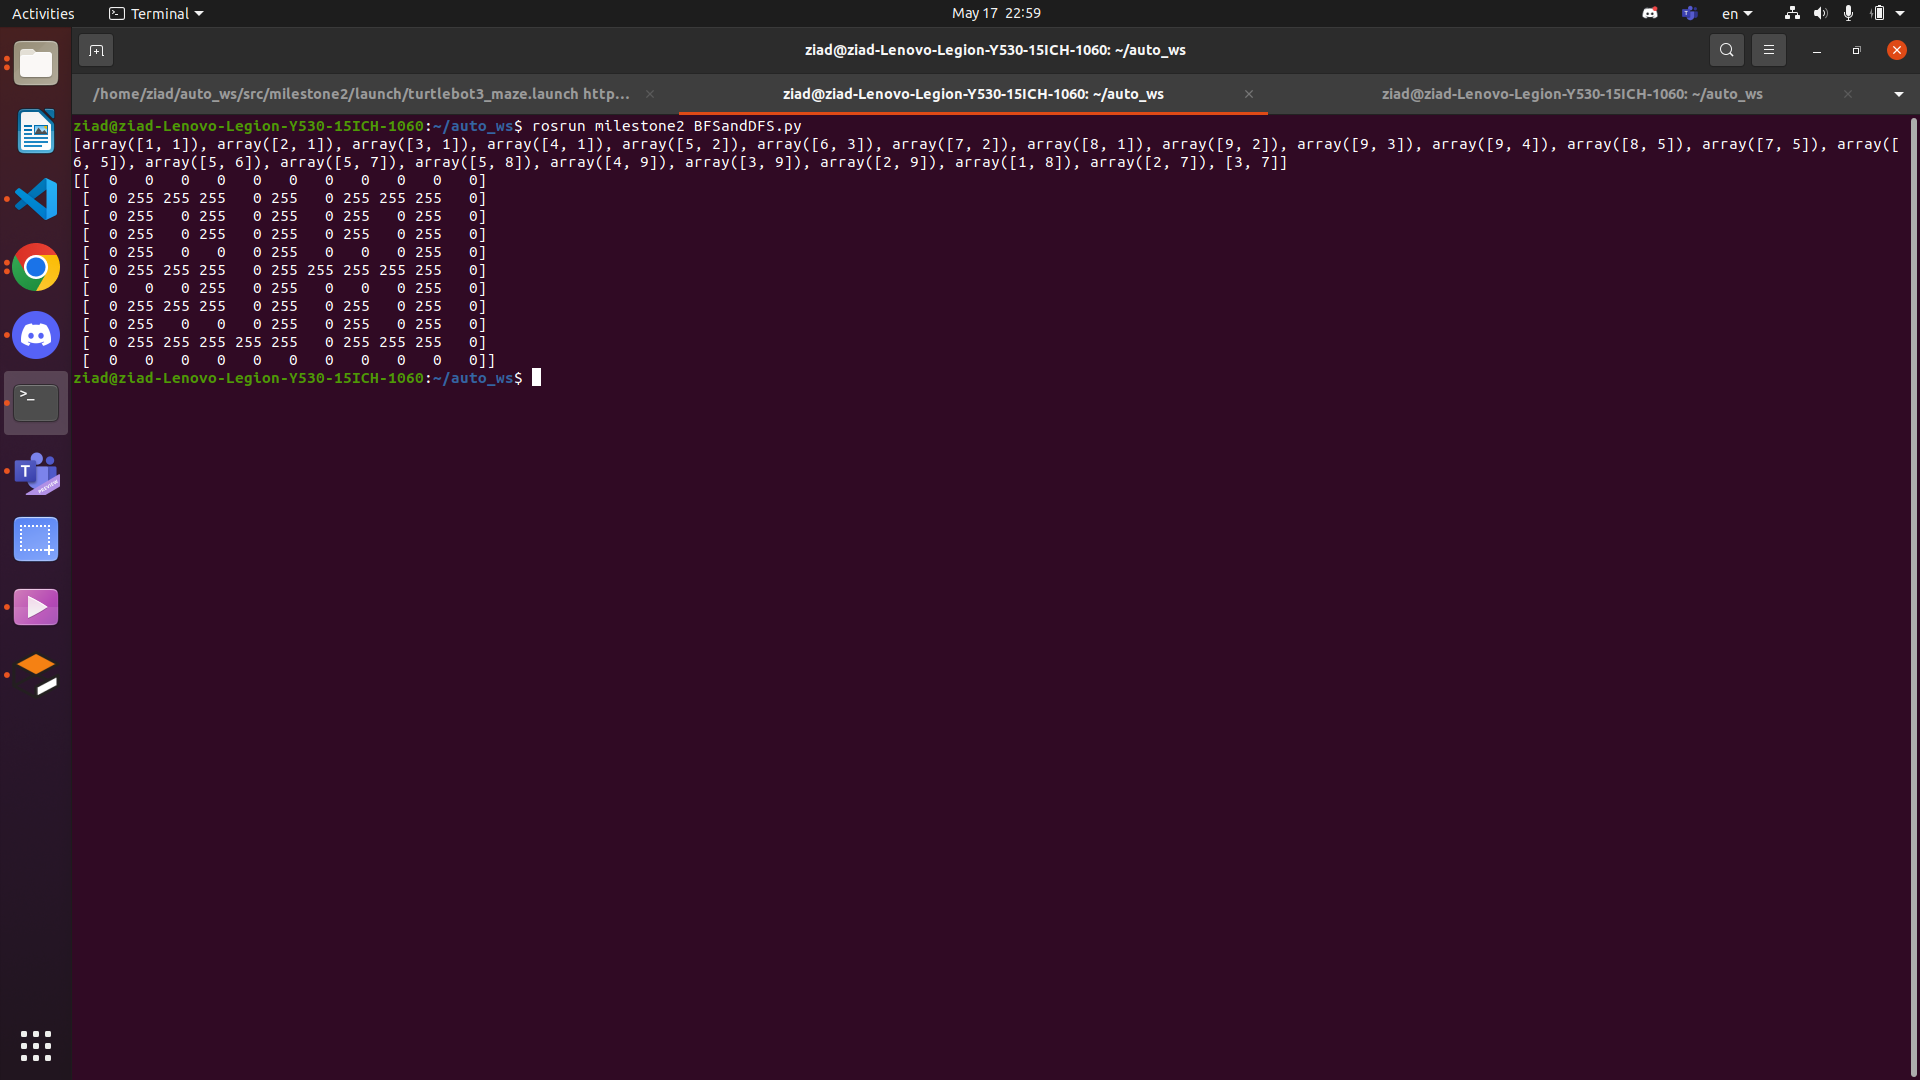 Activities Terminal May 17 22:59 en
ziad@ziad-Lenovo-Legion-Y530-15ICH-1060: ~/auto_ws
/home/ziad/auto_ws/src/milestone2/launch/turtlebot3_maze.launch http... ziad@ziad-Lenovo-Legion-Y530-15ICH-1060: ~/auto_ws ziad@ziad-Lenovo-Legion-Y530-15ICH-1060: ~/auto_ws
ziad@ziad-Lenovo-Legion-Y530-15ICH-1060:~/auto_ws$ rosrun milestone2 BFSandDFS.py
[array([1, 1]), array([2, 1]), array([3, 1]), array([4, 1]), array([5, 2]), array([6, 3]), array([7, 2]), array([8, 1]), array([9, 2]), array([9, 3]), array([9, 4]), array([8, 5]), array([7, 5]), array([
6, 5]), array([5, 6]), array([5, 7]), array([5, 8]), array([4, 9]), array([3, 9]), array([2, 9]), array([1, 8]), array([2, 7]), [3, 7]]
[[  0   0   0   0   0   0   0   0   0   0   0]
 [  0 255 255 255   0 255   0 255 255 255   0]
 [  0 255   0 255   0 255   0 255   0 255   0]
 [  0 255   0 255   0 255   0 255   0 255   0]
 [  0 255   0   0   0 255   0   0   0 255   0]
 [  0 255 255 255   0 255 255 255 255 255   0]
 [  0   0   0 255   0 255   0   0   0 255   0]
 [  0 255 255 255   0 255   0 255   0 255   0]
 [  0 255   0   0   0 255   0 255   0 255   0]
 [  0 255 255 255 255 255   0 255 255 255   0]
 [  0   0   0   0   0   0   0   0   0   0   0]]
ziad@ziad-Lenovo-Legion-Y530-15ICH-1060:~/auto_ws$